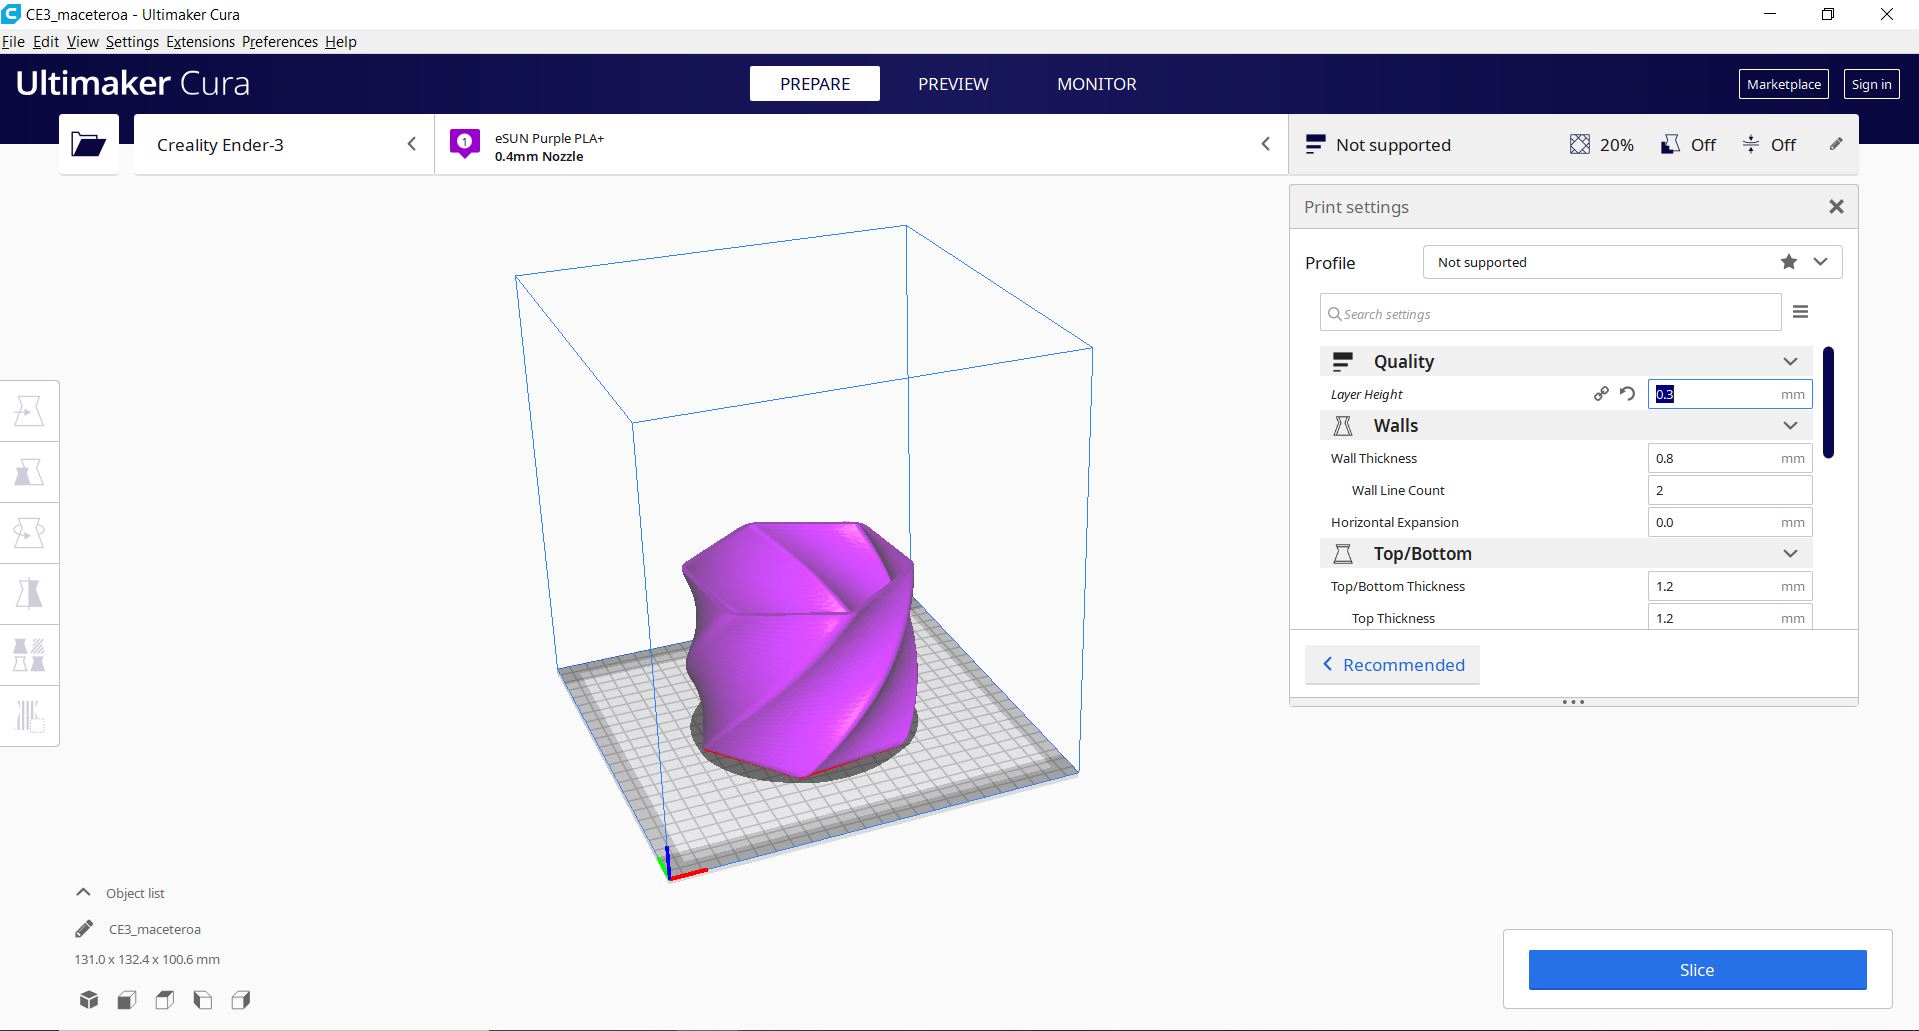 CE3_maceteroa - Ultimaker Cura
File Edit View Settings Extensions Preferences Help
Ultimaker Cura
PREPARE
PREVIEW
MONITOR
Marketplace
Sign in
Creality Ender-3
1
eSUN Purple PLA+
0.4mm Nozzle
Not supported
20%
Off
Off
Print settings
Profile
Not supported
Search settings
Quality
Layer Height
0.3 mm
Walls
Wall Thickness
0.8 mm
Wall Line Count
2
Horizontal Expansion
0.0 mm
Top/Bottom
Top/Bottom Thickness
1.2 mm
Top Thickness
1.2 mm
Recommended
Object list
CE3_maceteroa
131.0 x 132.4 x 100.6 mm
Slice